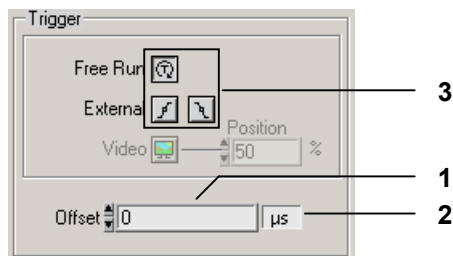 Trigger
Free Run
3
External
Position
Video 50 %
1
Offset 0 µs 2